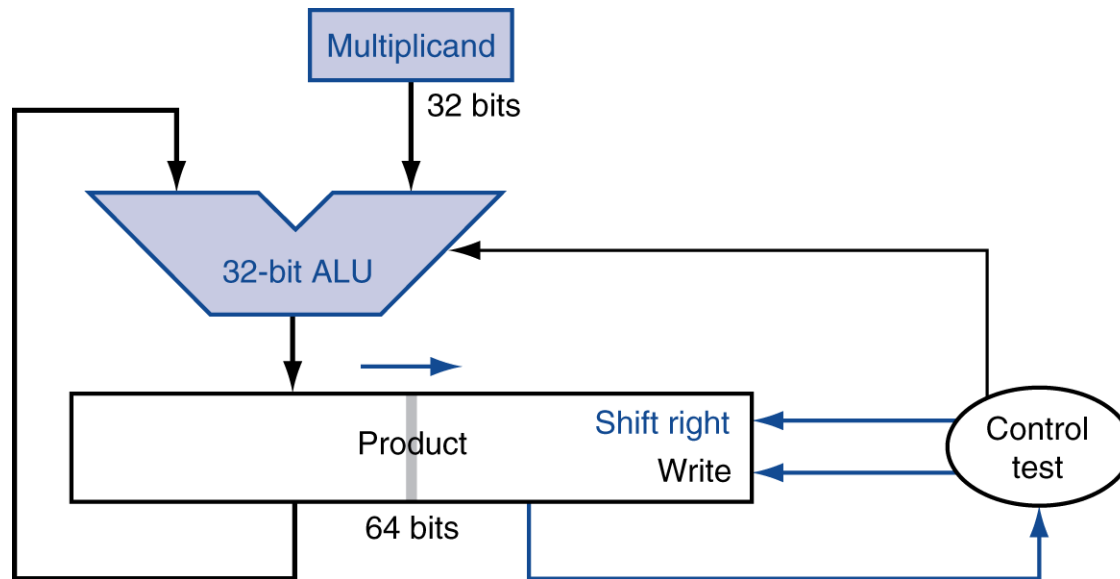 Multiplicand
32 bits
32-bit ALU
Product
Shift right
Write
64 bits
Control
test